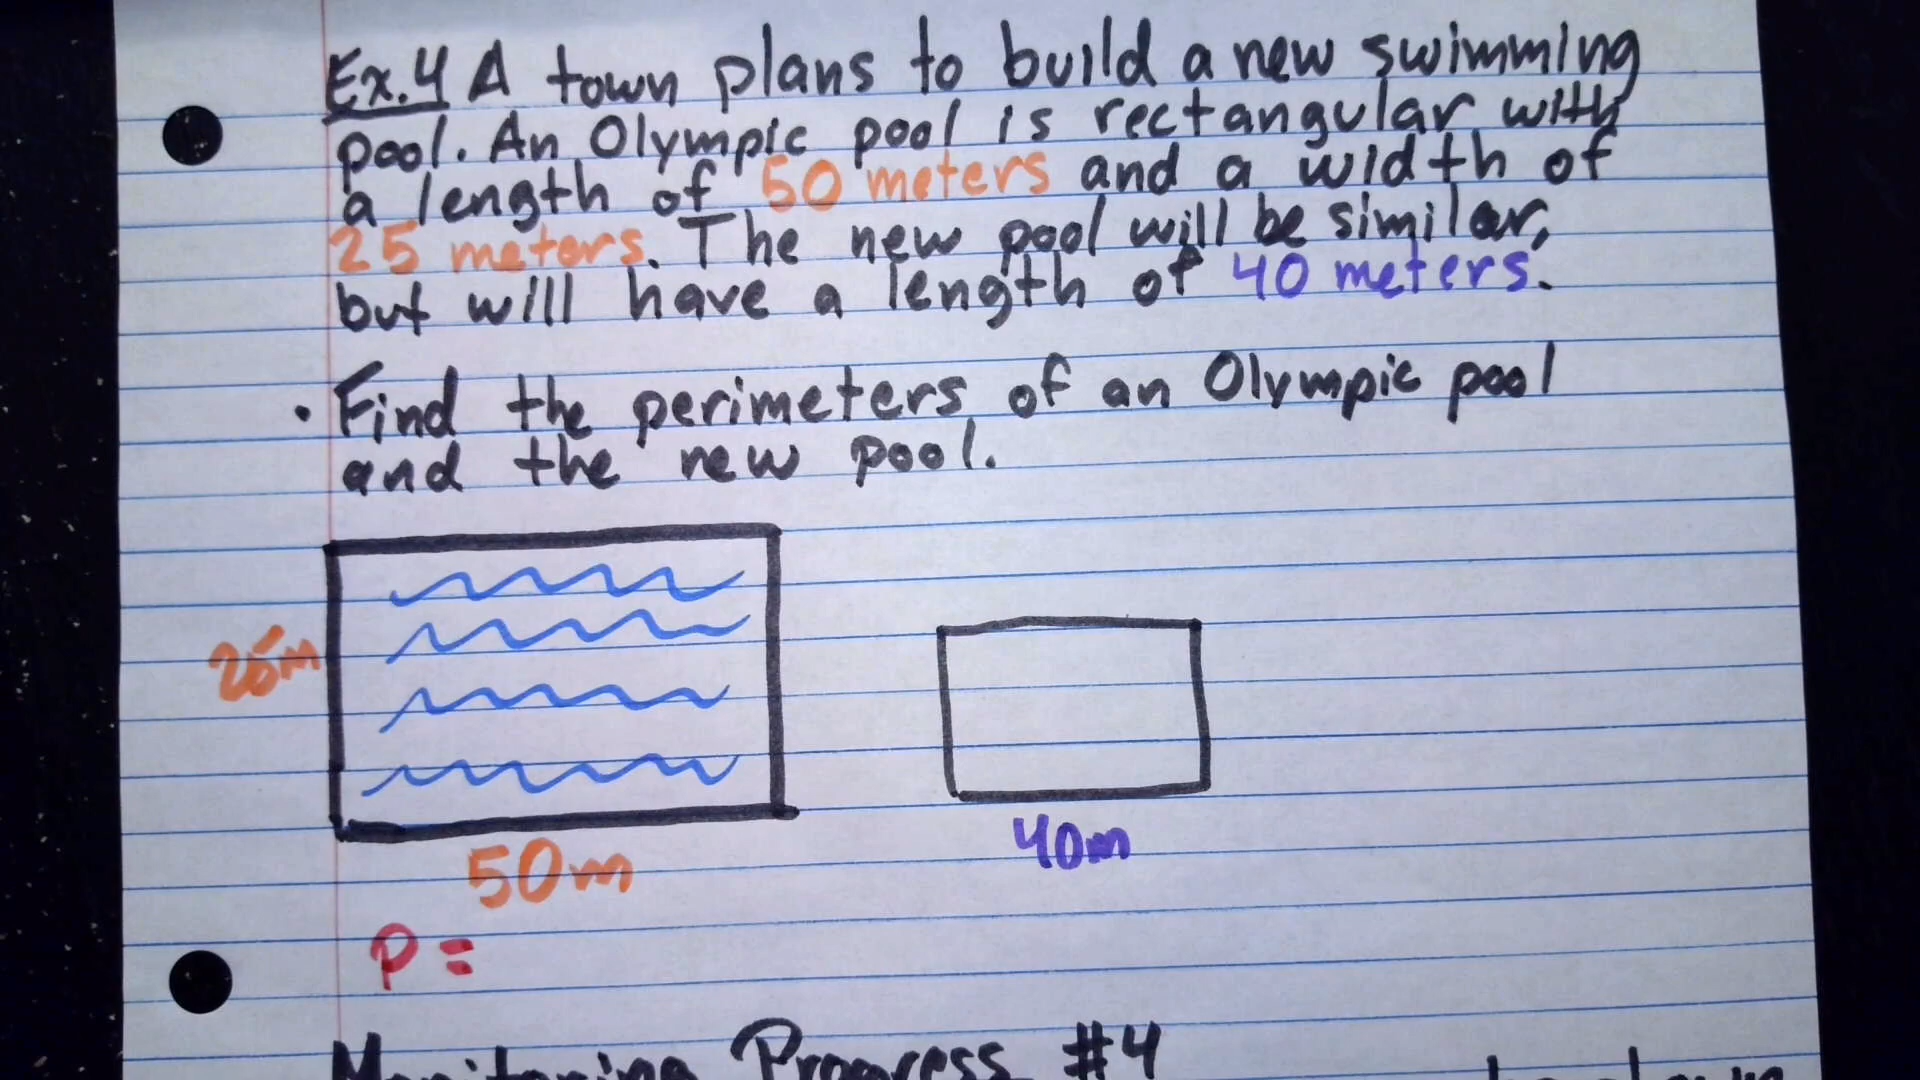 Ex.4 A town plans to build a new swimming
pool. An Olympic pool is rectangular with
a length of 50 meters and a width of
25 meters. The new pool will be similar,
but will have a length of 40 meters.
• Find the perimeters of an Olympic pool
and the new pool.
25m
50m
40m
P =
Monitoring Progress #4